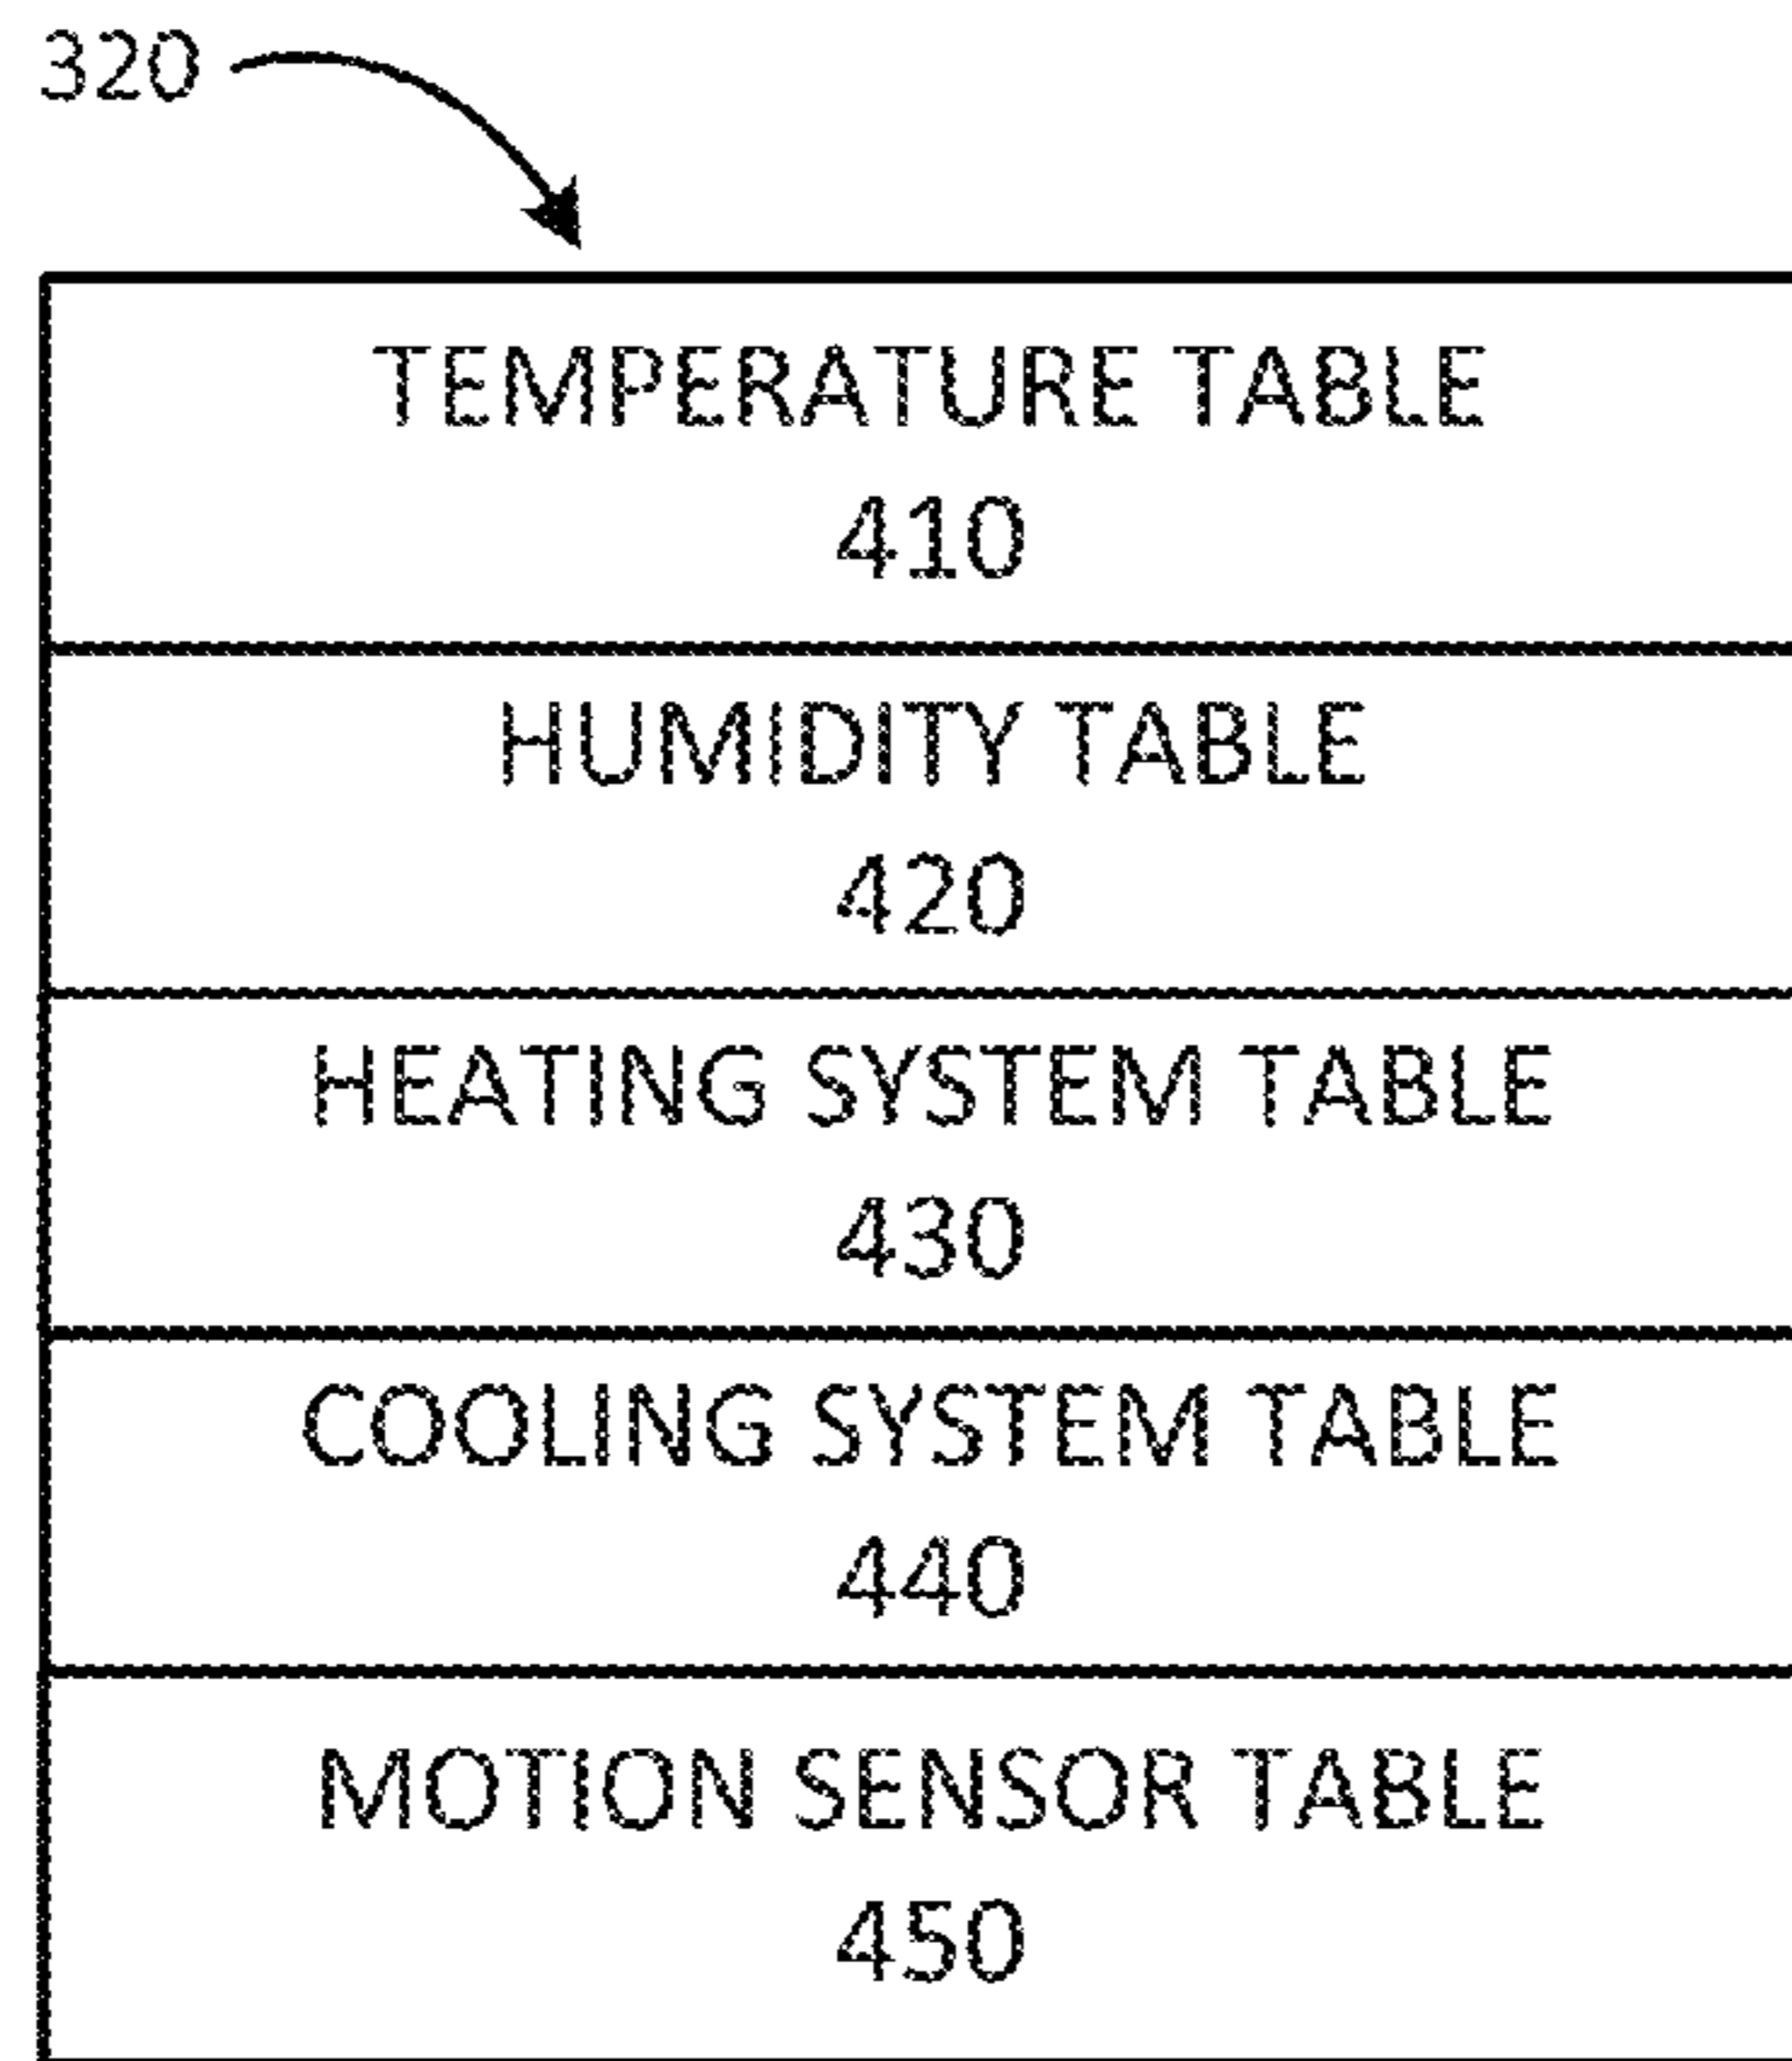 320
TEMPERATURE TABLE
410
HUMIDITY TABLE
420
HEATING SYSTEM TABLE
430
COOLING SYSTEM TABLE
440
MOTION SENSOR TABLE
450